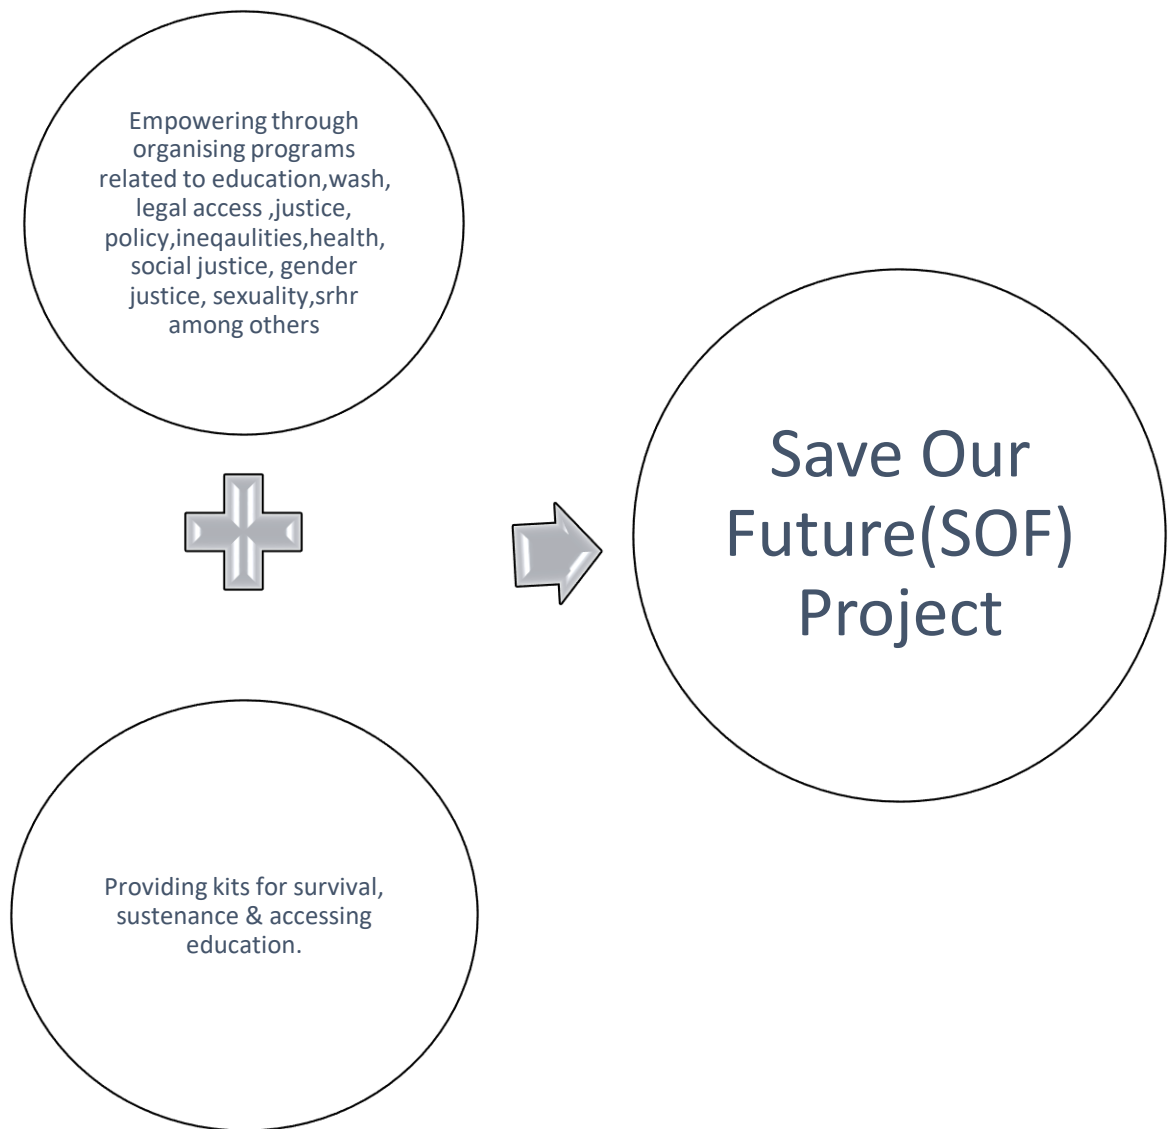 Empowering through
organising programs
related to education,wash,
legal access ,justice,
policy,ineqaulities,health,
social justice, gender
justice, sexuality,srhr
among others
Providing kits for survival,
sustenance & accessing
education.
Save Our
Future(SOF)
Project